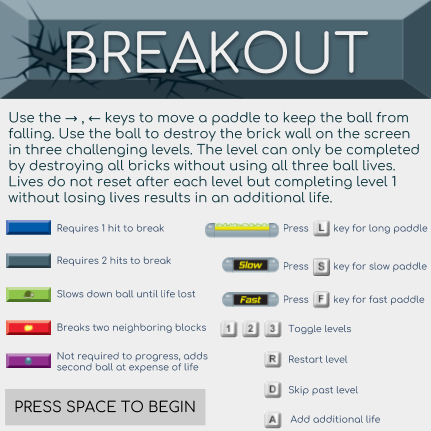 BREAKOUT
Use the → , ← keys to move a paddle to keep the ball from
falling. Use the ball to destroy the brick wall on the screen
in three challenging levels. The level can only be completed
by destroying all bricks without using all three ball lives.
Lives do not reset after each level but completing level 1
without losing lives results in an additional life.
Requires 1 hit to break
Requires 2 hits to break
Slows down ball until life lost
Breaks two neighboring blocks
Not required to progress, adds
second ball at expense of life
Press L key for long paddle
Slow Press S key for slow paddle
Fast Press F key for fast paddle
1 2 3 Toggle levels
R Restart level
D Skip past level
A Add additional life
PRESS SPACE TO BEGIN